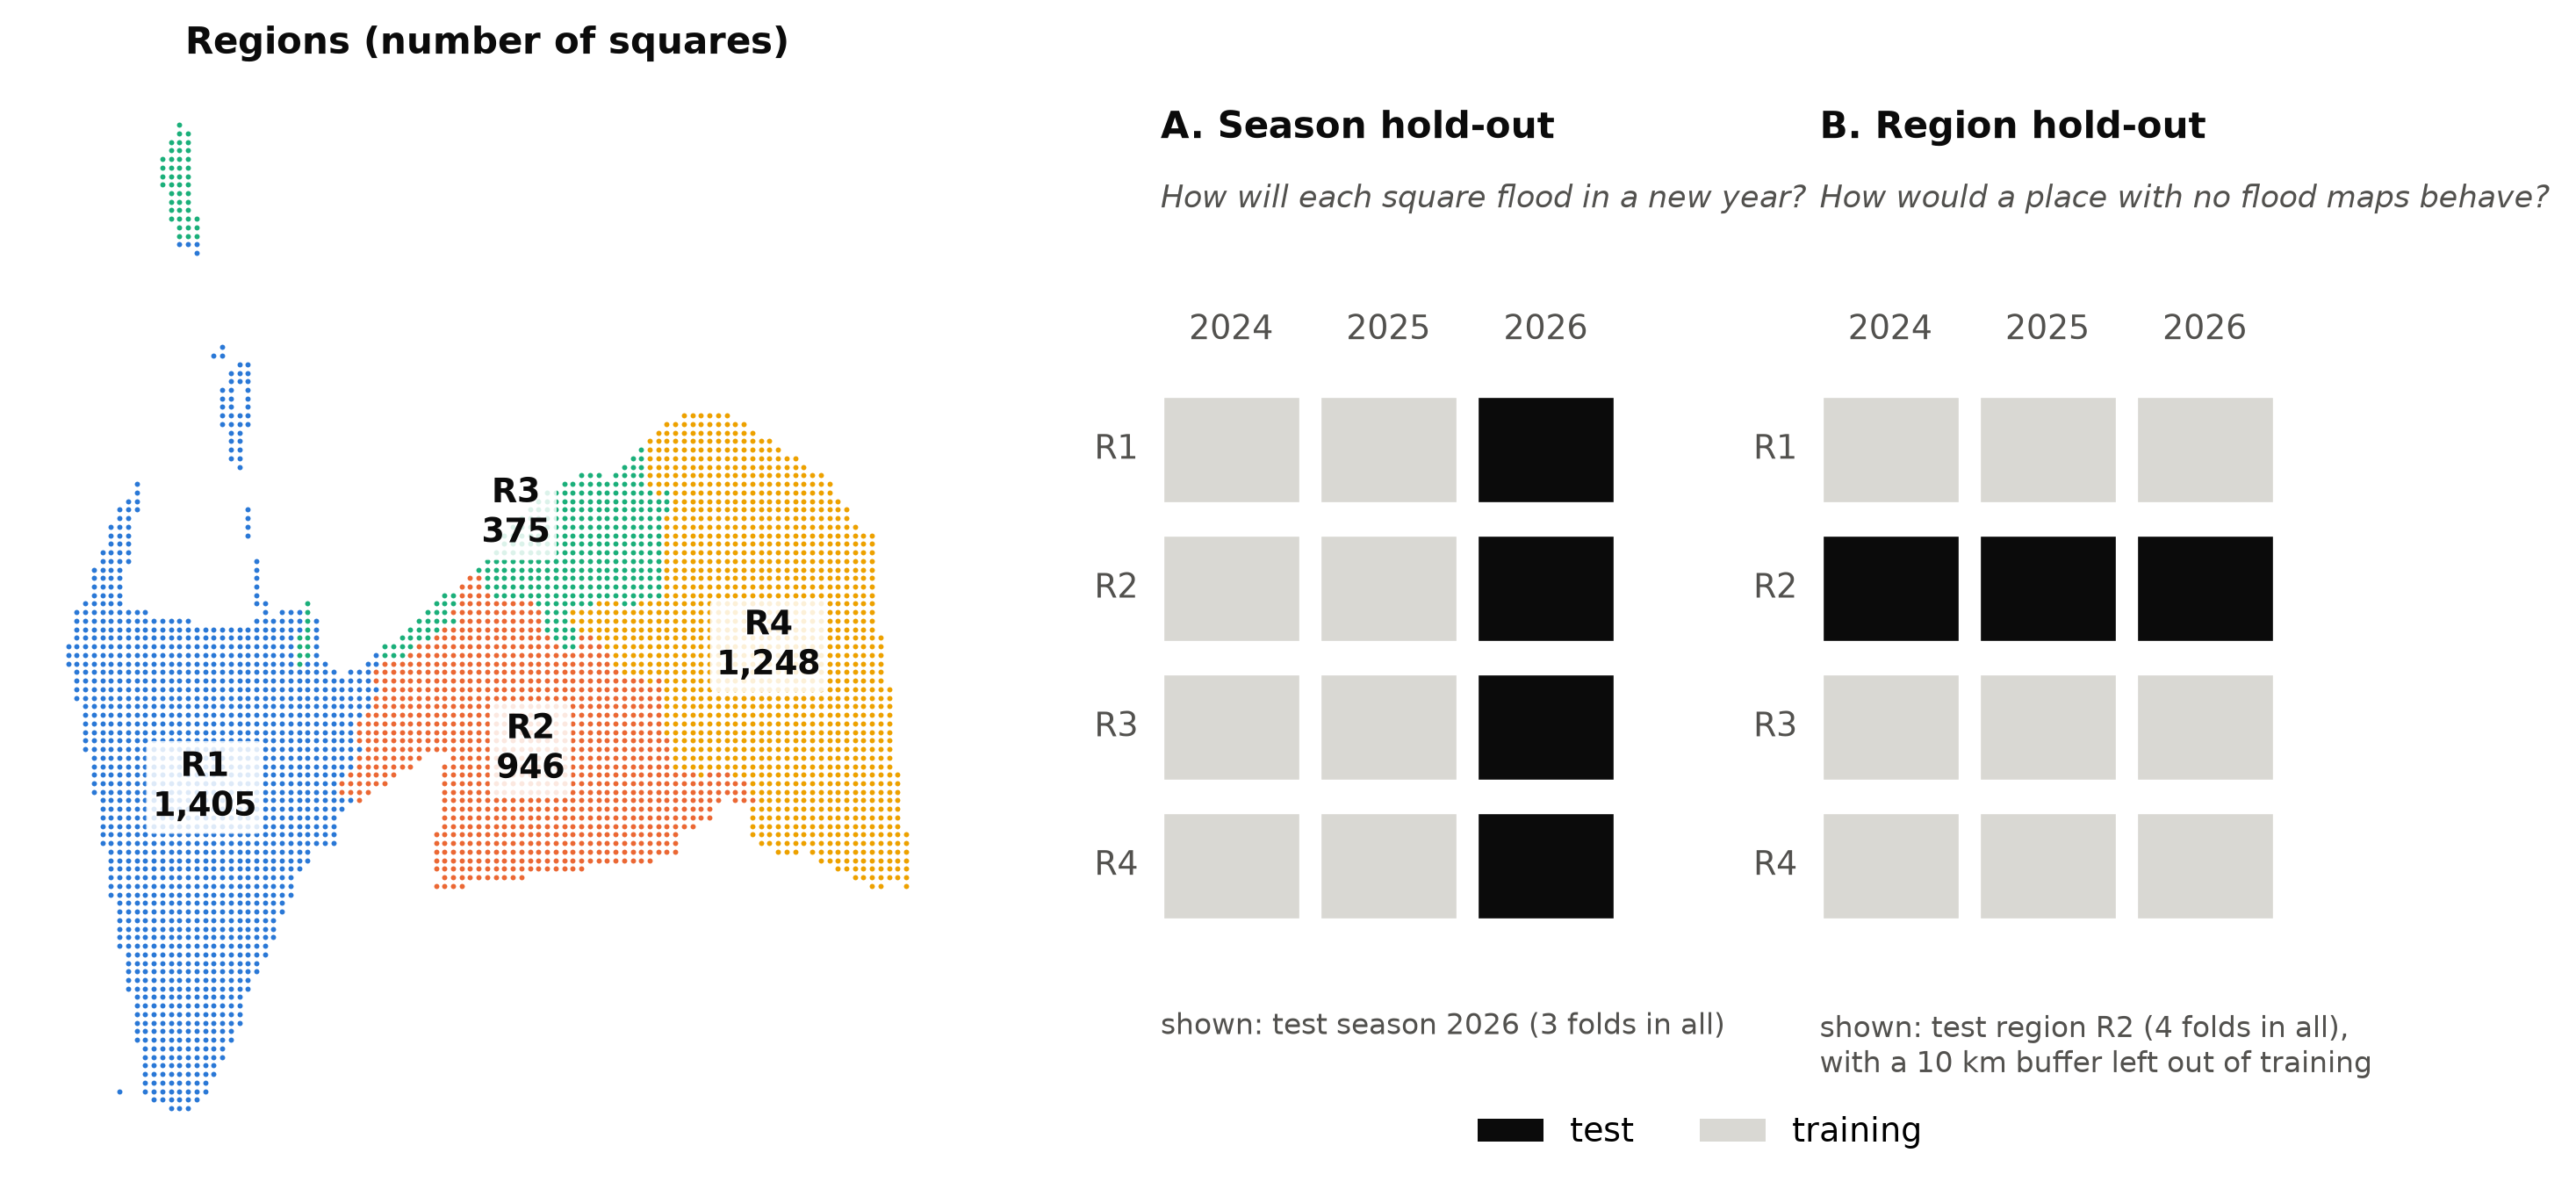 Regions (number of squares)
R3
375
R4
1,248
R2
946
R1
1,405
A. Season hold-out
How will each square flood in a new year?
2024 2025 2026
R1
R2
R3
R4
shown: test season 2026 (3 folds in all)
B. Region hold-out
How would a place with no flood maps behave?
2024 2025 2026
R1
R2
R3
R4
shown: test region R2 (4 folds in all),
with a 10 km buffer left out of training
test training